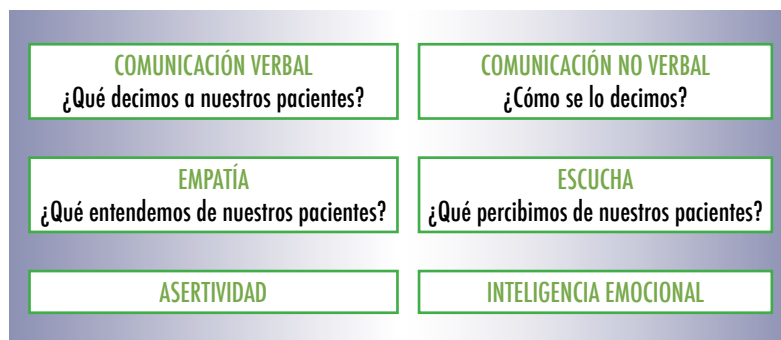 COMUNICACIÓN VERBAL
¿Qué decimos a nuestros pacientes?
COMUNICACIÓN NO VERBAL
¿Cómo se lo decimos?
EMPATÍA
¿Qué entendemos de nuestros pacientes?
ESCUCHA
¿Qué percibimos de nuestros pacientes?
ASERTIVIDAD
INTELIGENCIA EMOCIONAL